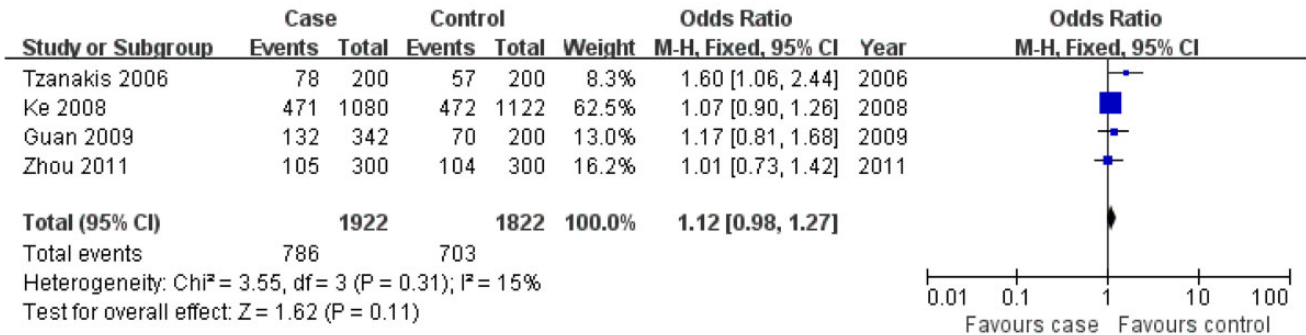 Case Control Odds Ratio Odds Ratio
Study or Subgroup Events Total Events Total Weight M-H, Fixed, 95% CI Year M-H, Fixed, 95% CI
Tzanakis 2006 78 200 57 200 8.3% 1.60 [1.06, 2.44] 2006
Ke 2008 471 1080 472 1122 62.5% 1.07 [0.90, 1.26] 2008
Guan 2009 132 342 70 200 13.0% 1.17 [0.81, 1.68] 2009
Zhou 2011 105 300 104 300 16.2% 1.01 [0.73, 1.42] 2011
Total (95% CI) 1922 1822 100.0% 1.12 [0.98, 1.27]
Total events 786 703
Heterogeneity: Chi² = 3.55, df = 3 (P = 0.31); I² = 15%
Test for overall effect: Z = 1.62 (P = 0.11)
0.01 0.1 1 10 100
Favours case Favours control